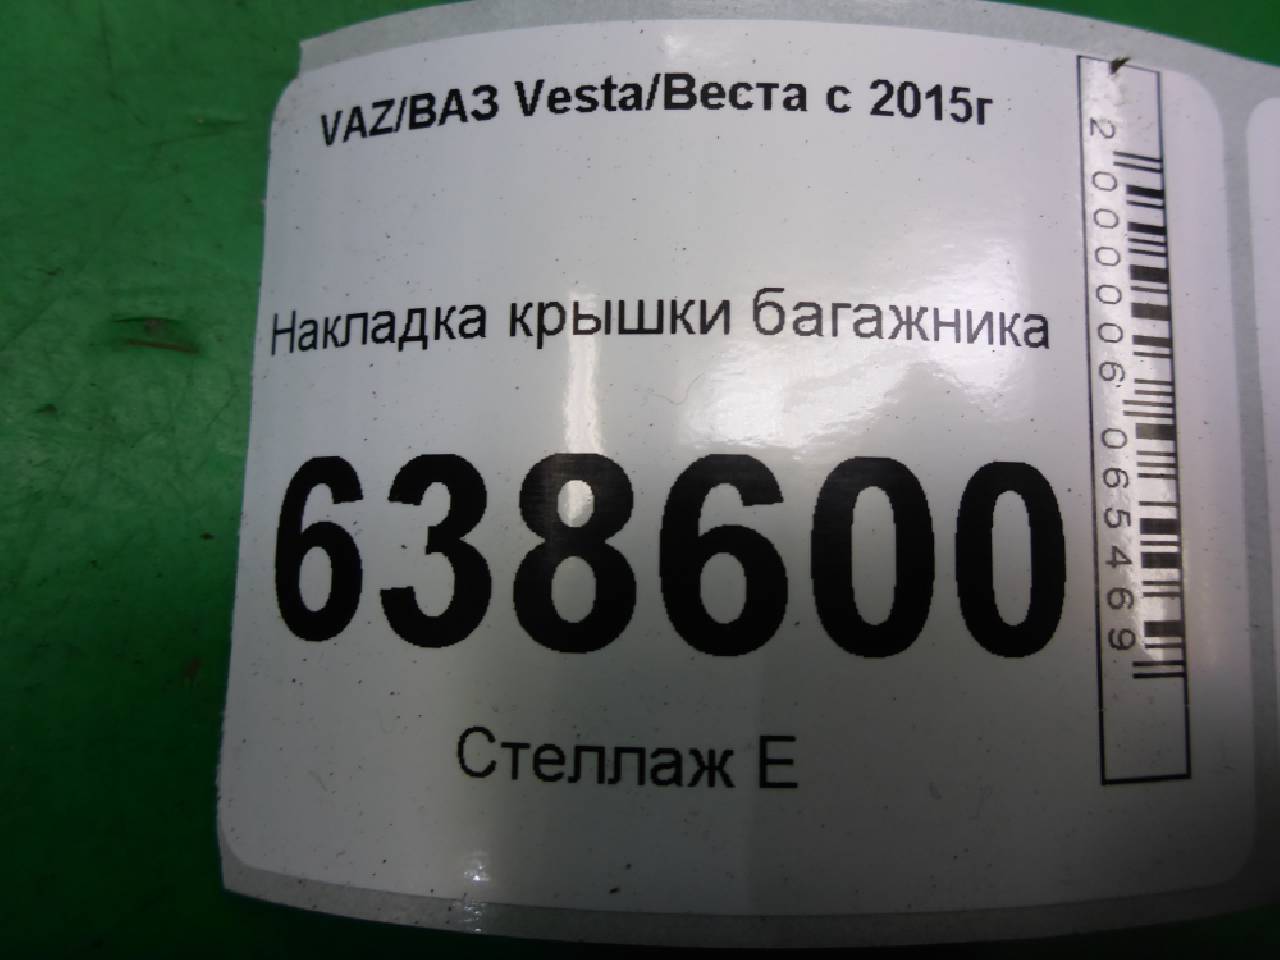 VAZ/ВАЗ Vesta/Веста с 2015г
Накладка крышки багажника
638600
Стеллаж Е
2000006065469